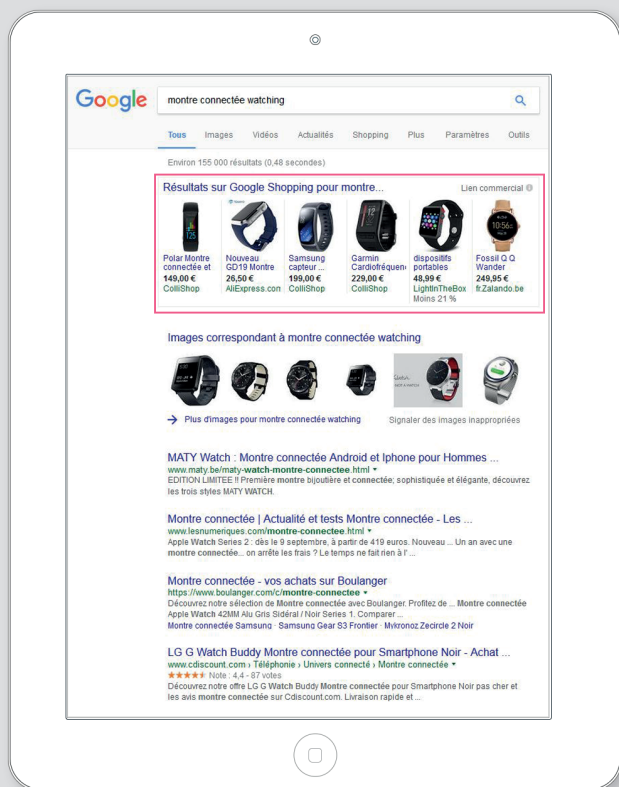 Google
montre connectée watching
Tous Images Vidéos Actualités Shopping Plus Paramètres Outils
Environ 155 000 résultats (0,48 secondes)
Résultats sur Google Shopping pour montre... Lien commercial
Polar Montre connectée et
149,00 €
ColliShop
Nouveau GD19 Montre
26,50 €
AliExpress.con
Samsung capteur ...
199,00 €
ColliShop
Garmin Cardiofréquen
229,00 €
ColliShop
dispositifs portables
48,99 €
LightInTheBox
Moins 21 %
Fossil Q Q Wander
249,95 €
fr.Zalando.be
Images correspondant à montre connectée watching
Plus d'images pour montre connectée watching Signaler des images inappropriées
MATY Watch : Montre connectée Android et Iphone pour Hommes ...
www.maty.be/maty-watch-montre-connectee.html
EDITION LIMITEE !! Première montre bijoutière et connectée; sophistiquée et élégante, découvrez
les trois styles MATY WATCH.
Montre connectée | Actualité et tests Montre connectée - Les ...
www.lesnumeriques.com/montre-connectee.html
Apple Watch Series 2 : dès le 9 septembre, à partir de 419 euros. Nouveau ... Un an avec une
montre connectée... on arrête les frais ? Le temps ne fait rien à l' ...
Montre connectée - vos achats sur Boulanger
https://www.boulanger.com/c/montre-connectee
Découvrez notre sélection de Montre connectée avec Boulanger. Profitez de ... Montre connectée
Apple Watch 42MM Alu Gris Sidéral / Noir Series 1. Comparer ...
Montre connectée Samsung · Samsung Gear S3 Frontier · Mykronoz Zecircle 2 Noir
LG G Watch Buddy Montre connectée pour Smartphone Noir - Achat ...
www.cdiscount.com › Téléphonie › Univers connecté › Montre connectée
Note : 4,4 - 87 votes
Découvrez notre offre LG G Watch Buddy Montre connectée pour Smartphone Noir pas cher et
les avis montre connectée sur Cdiscount.com. Livraison rapide et ...